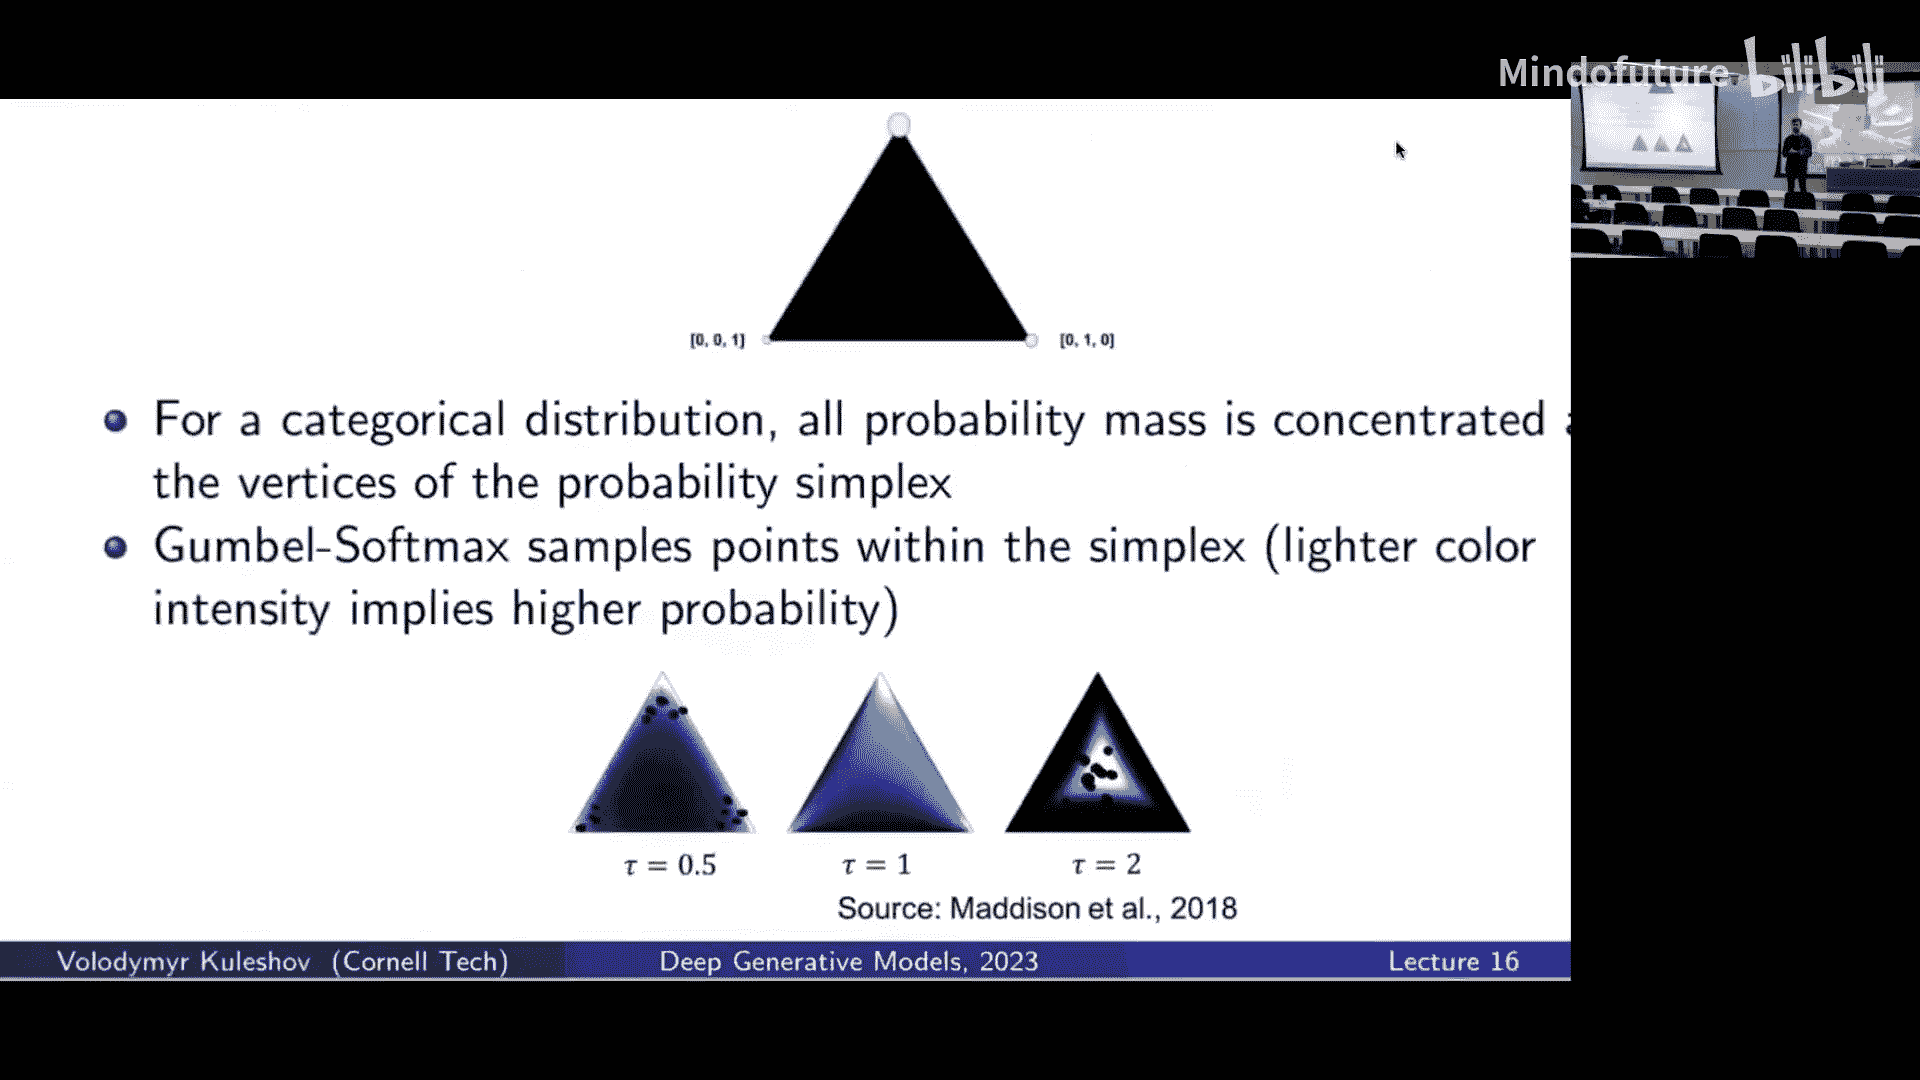 Mindofuture bilibili
[0, 0, 1]
[0, 1, 0]
For a categorical distribution, all probability mass is concentrated
the vertices of the probability simplex
Gumbel-Softmax samples points within the simplex (lighter color
intensity implies higher probability)
τ = 0.5
τ = 1
τ = 2
Source: Maddison et al., 2018
Volodymyr Kuleshov (Cornell Tech)
Deep Generative Models, 2023
Lecture 16